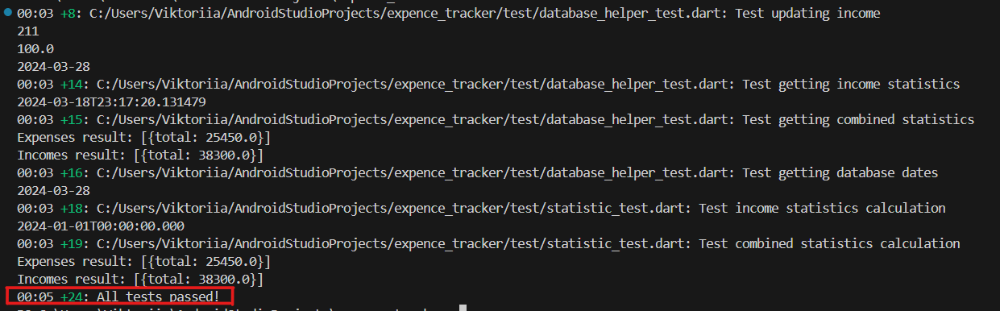 00:03 +8: C:/Users/Viktoriia/AndroidStudioProjects/expence_tracker/test/database_helper_test.dart: Test updating income
211
100.0
2024-03-28
00:03 +14: C:/Users/Viktoriia/AndroidStudioProjects/expence_tracker/test/database_helper_test.dart: Test getting income statistics
2024-03-18T23:17:20.131479
00:03 +15: C:/Users/Viktoriia/AndroidStudioProjects/expence_tracker/test/database_helper_test.dart: Test getting combined statistics
Expenses result: [{total: 25450.0}]
Incomes result: [{total: 38300.0}]
00:03 +16: C:/Users/Viktoriia/AndroidStudioProjects/expence_tracker/test/database_helper_test.dart: Test getting database dates
2024-03-28
00:03 +18: C:/Users/Viktoriia/AndroidStudioProjects/expence_tracker/test/statistic_test.dart: Test income statistics calculation
2024-01-01T00:00:00.000
00:03 +19: C:/Users/Viktoriia/AndroidStudioProjects/expence_tracker/test/statistic_test.dart: Test combined statistics calculation
Expenses result: [{total: 25450.0}]
Incomes result: [{total: 38300.0}]
00:05 +24: All tests passed!